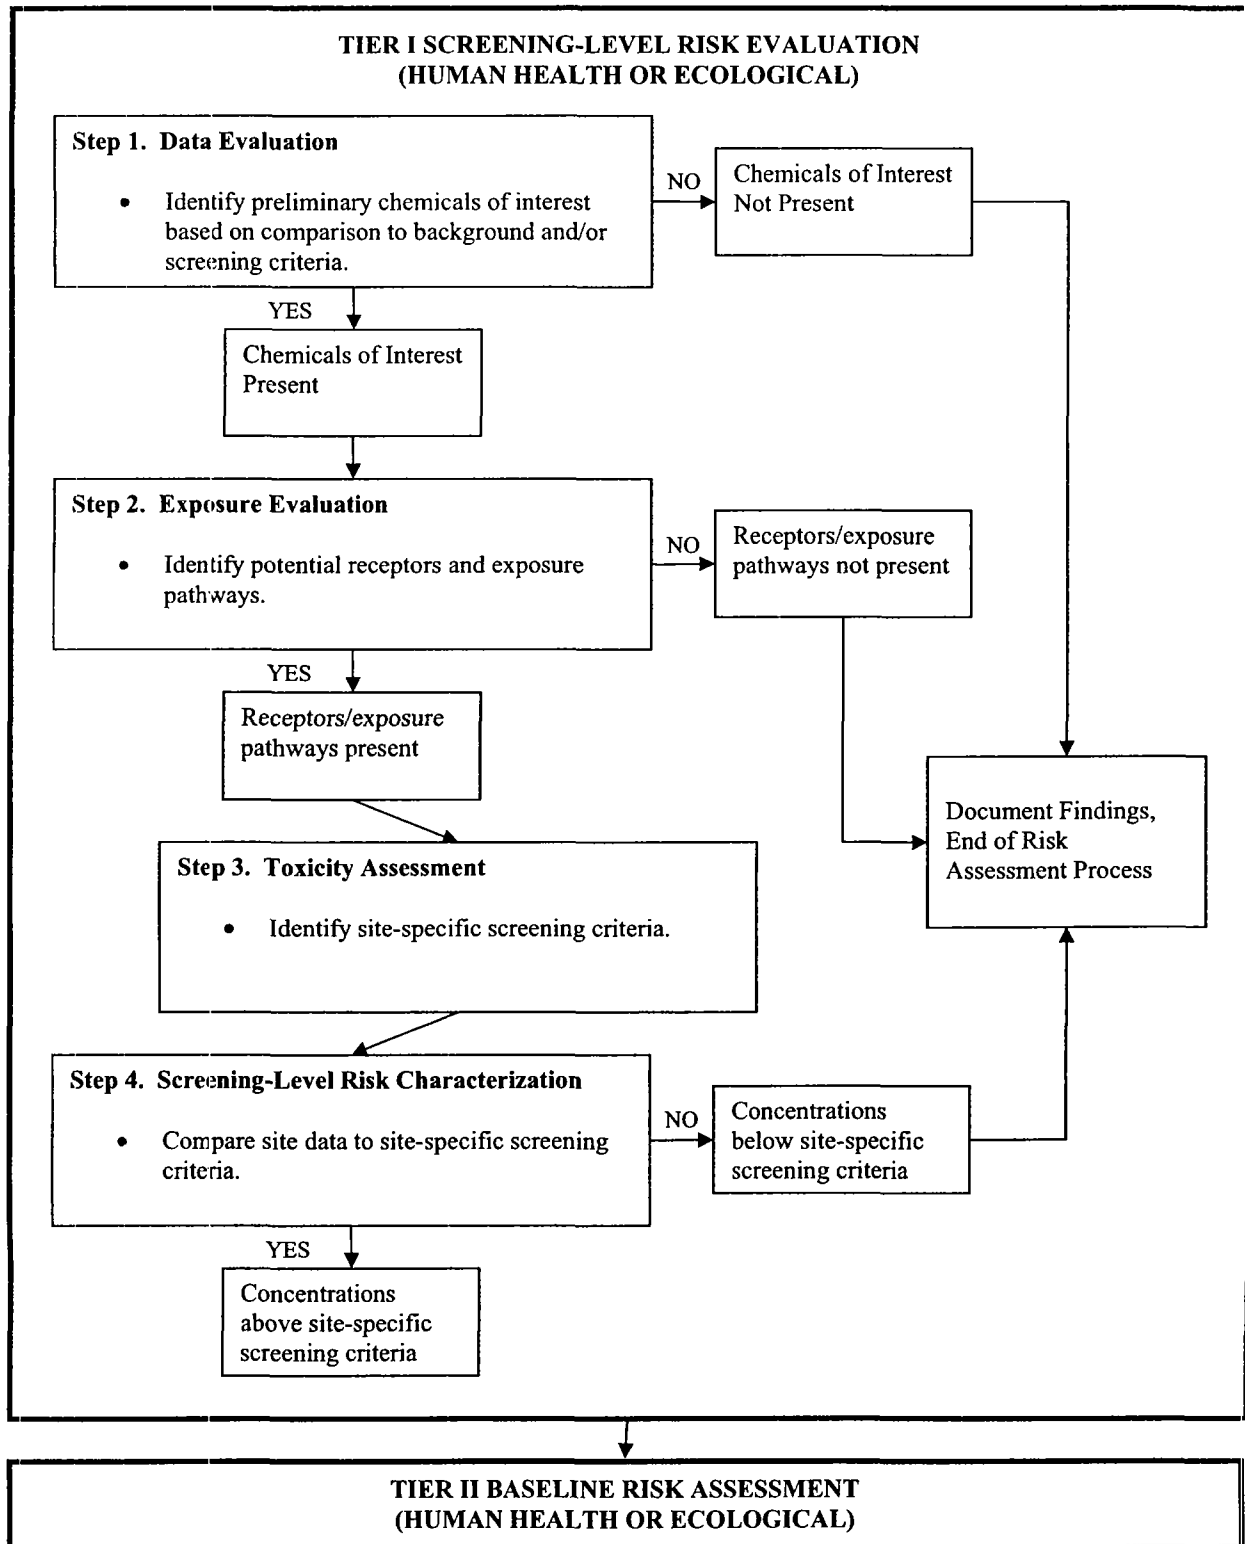 TIER I SCREENING-LEVEL RISK EVALUATION
(HUMAN HEALTH OR ECOLOGICAL)
Step 1. Data Evaluation
• Identify preliminary chemicals of interest
based on comparison to background and/or
screening criteria.
NO
Chemicals of Interest
Not Present
YES
Chemicals of Interest
Present
Step 2. Exposure Evaluation
• Identify potential receptors and exposure
pathways.
NO
Receptors/exposure
pathways not present
YES
Receptors/exposure
pathways present
Document Findings,
End of Risk
Assessment Process
Step 3. Toxicity Assessment
• Identify site-specific screening criteria.
Step 4. Screening-Level Risk Characterization
• Compare site data to site-specific screening
criteria.
NO
Concentrations
below site-specific
screening criteria
YES
Concentrations
above site-specific
screening criteria
TIER II BASELINE RISK ASSESSMENT
(HUMAN HEALTH OR ECOLOGICAL)